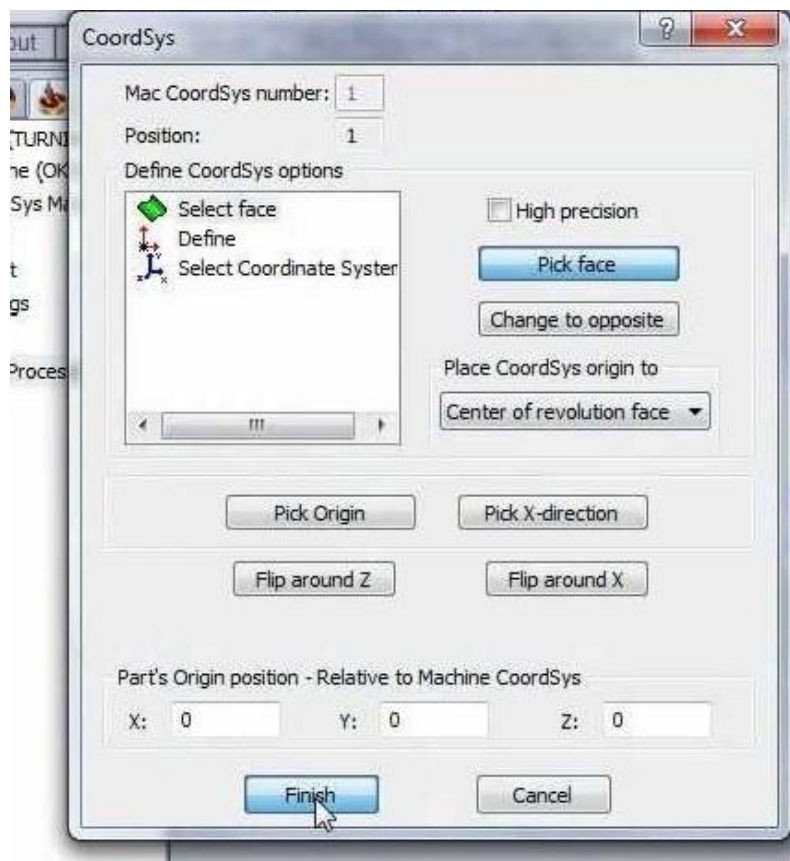 out
CoordSys
Mac CoordSys number: 1
(TURNI
Position: 1
ne (OK
Define CoordSys options
Sys Ma
Select face
High precision
Define
Select Coordinate System
Pick face
t
gs
Change to opposite
Proces
Place CoordSys origin to
Center of revolution face
Pick Origin
Pick X-direction
Flip around Z
Flip around X
Part's Origin position - Relative to Machine CoordSys
X: 0 Y: 0 Z: 0
Finish
Cancel